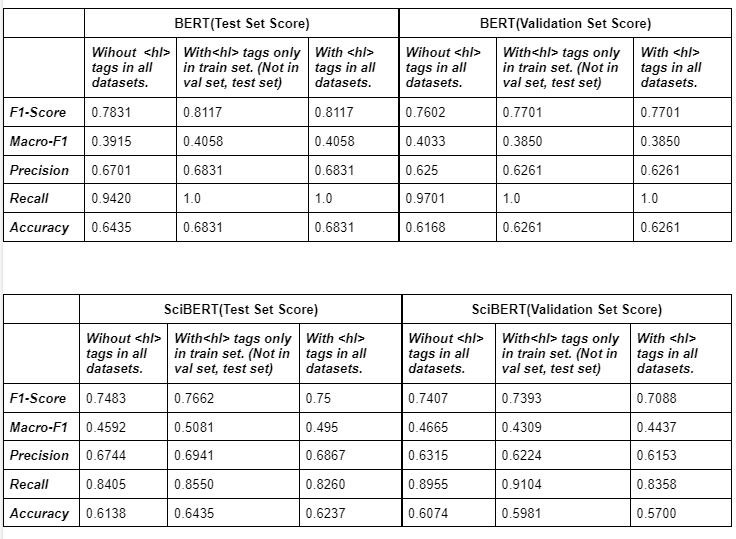 BERT(Test Set Score) BERT(Validation Set Score)
Wihout <hl> With<hl> tags only With <hl> Wihout <hl> With<hl> tags only With <hl>
tags in all in train set. (Not in tags in all tags in all in train set. (Not in tags in all
datasets. val set, test set) datasets. datasets. val set, test set) datasets.
F1-Score 0.7831 0.8117 0.8117 0.7602 0.7701 0.7701
Macro-F1 0.3915 0.4058 0.4058 0.4033 0.3850 0.3850
Precision 0.6701 0.6831 0.6831 0.625 0.6261 0.6261
Recall 0.9420 1.0 1.0 0.9701 1.0 1.0
Accuracy 0.6435 0.6831 0.6831 0.6168 0.6261 0.6261
SciBERT(Test Set Score) SciBERT(Validation Set Score)
Wihout <hl> With<hl> tags only With <hl> Wihout <hl> With<hl> tags only With <hl>
tags in all in train set. (Not in tags in all tags in all in train set. (Not in tags in all
datasets. val set, test set) datasets. datasets. val set, test set) datasets.
F1-Score 0.7483 0.7662 0.75 0.7407 0.7393 0.7088
Macro-F1 0.4592 0.5081 0.495 0.4665 0.4309 0.4437
Precision 0.6744 0.6941 0.6867 0.6315 0.6224 0.6153
Recall 0.8405 0.8550 0.8260 0.8955 0.9104 0.8358
Accuracy 0.6138 0.6435 0.6237 0.6074 0.5981 0.5700